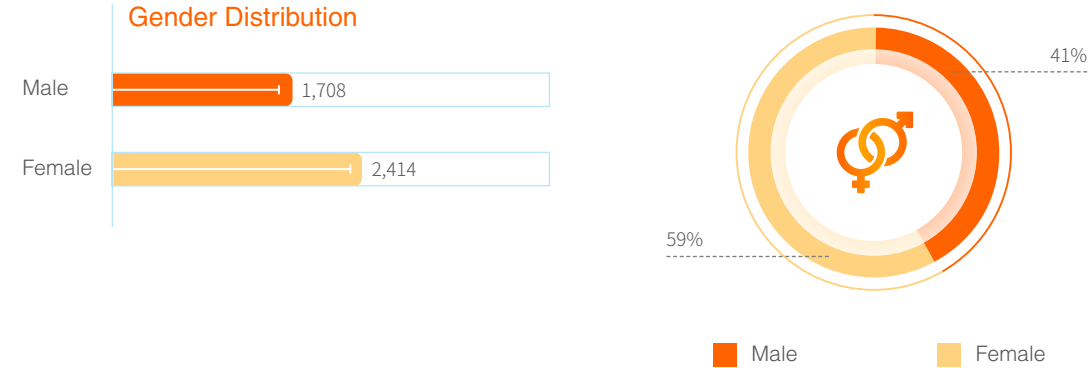 Gender Distribution
Male
1,708
Female
2,414
41%
59%
Male
Female